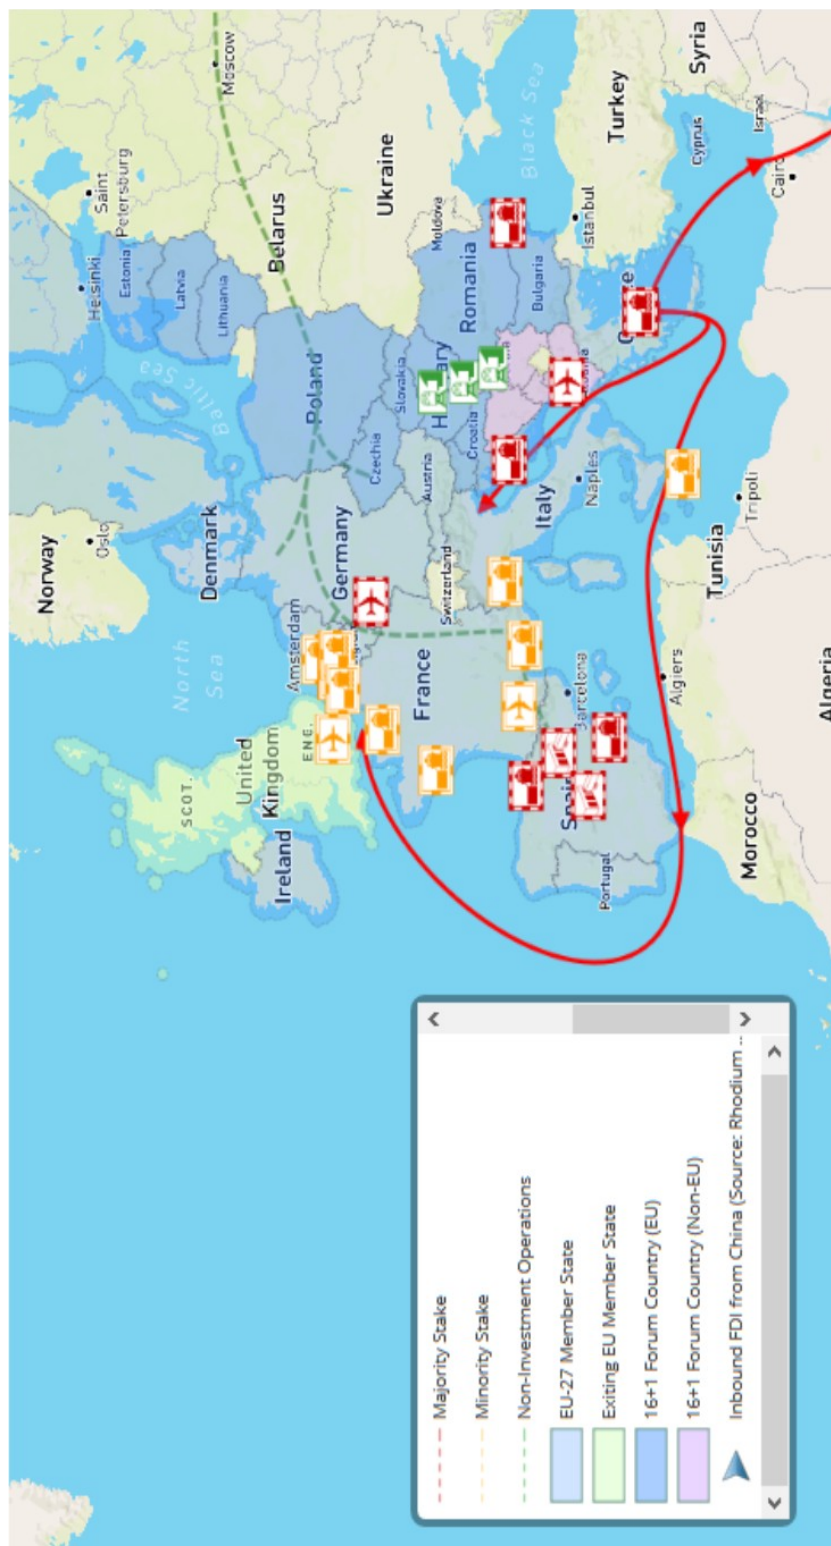 Norway
Oslo
Helsinki
Saint
Petersburg
Estonia
Moscow
North
Sea
Denmark
Baltic Sea
Latvia
Lithuania
SCOT.
United
Kingdom
Ireland
ENG.
Amsterdam
Germany
Poland
Belarus
Czechia
Slovakia
Ukraine
France
Switzerland
Austria
Croatia
Romania
Moldova
Italy
Bulgaria
Black Sea
Spain
Portugal
Barcelona
Naples
Istanbul
Turkey
Algiers
Tunisia
Tripoli
Cyprus
Syria
Israel
Cairo
Morocco
Algeria
Majority Stake
Minority Stake
Non-Investment Operations
EU-27 Member State
Exiting EU Member State
16+1 Forum Country (EU)
16+1 Forum Country (Non-EU)
Inbound FDI from China (Source: Rhodium ..